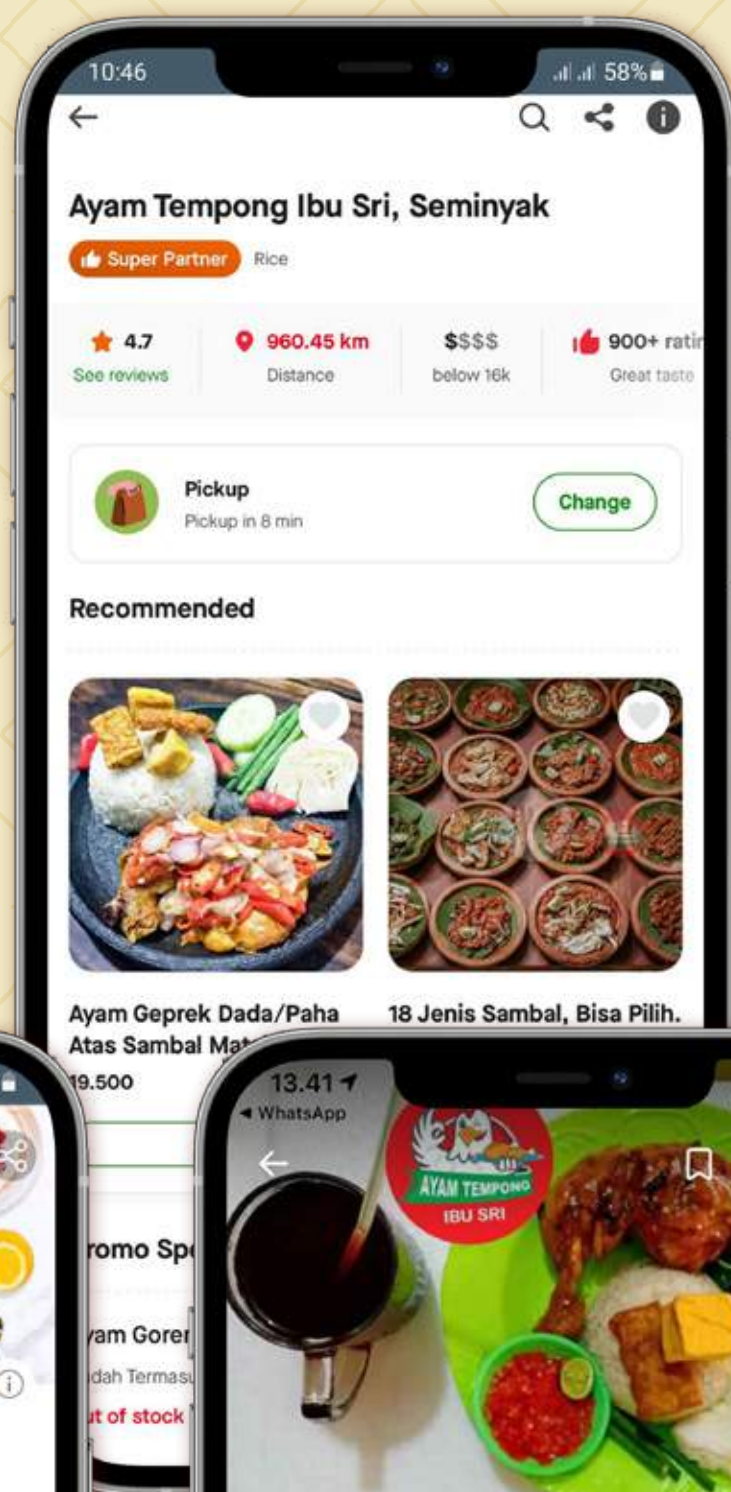 10:46
58%
Ayam Tempong Ibu Sri, Seminyak
Super Partner Rice
4.7
See reviews
960.45 km
Distance
$$$$
below 16k
900+ ratin
Great taste
Pickup
Pickup in 8 min
Change
Recommended
Ayam Geprek Dada/Paha
Atas Sambal Mat
19.500
18 Jenis Sambal, Bisa Pilih.
romo Spe
yam Goren
dah Termasu
ut of stock
13.41
WhatsApp
AYAM TEMPONG
IBU SRI